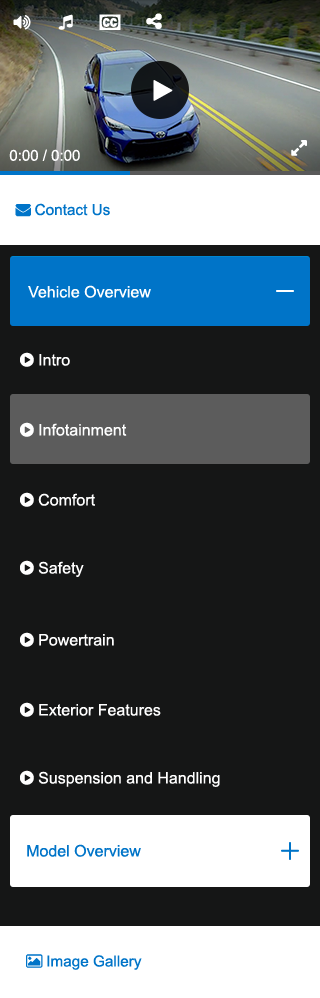 CC
0:00 / 0:00
Contact Us
Vehicle Overview
Intro
Infotainment
Comfort
Safety
Powertrain
Exterior Features
Suspension and Handling
Model Overview
Image Gallery